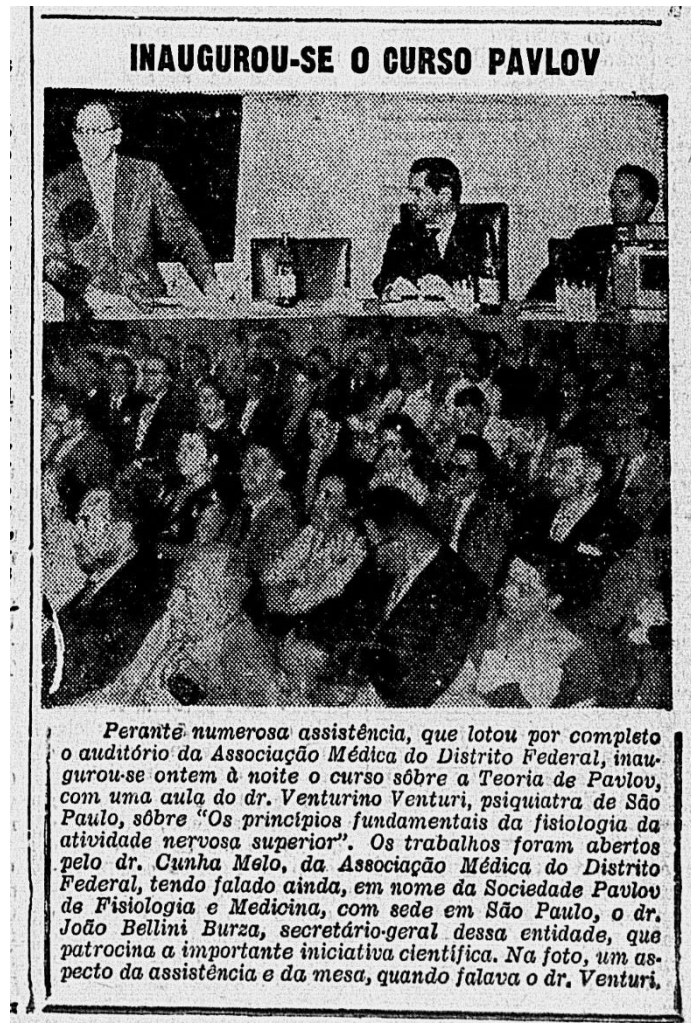 INAUGUROU-SE O CURSO PAVLOV
Perante numerosa assistência, que lotou por completo
o auditório da Associação Médica do Distrito Federal, inau-
gurou-se ontem à noite o curso sôbre a Teoria de Pavlov,
com uma aula do dr. Venturino Venturi, psiquiatra de São
Paulo, sôbre "Os princípios fundamentais da fisiologia da
atividade nervosa superior". Os trabalhos foram abertos
pelo dr. Cunha Melo, da Associação Médica do Distrito
Federal, tendo falado ainda, em nome da Sociedade Pavlov
de Fisiologia e Medicina, com sede em São Paulo, o dr.
João Bellini Burza, secretário-geral dessa entidade, que
patrocina a importante iniciativa científica. Na foto, um as-
pecto da assistência e da mesa, quando falava o dr. Venturi.